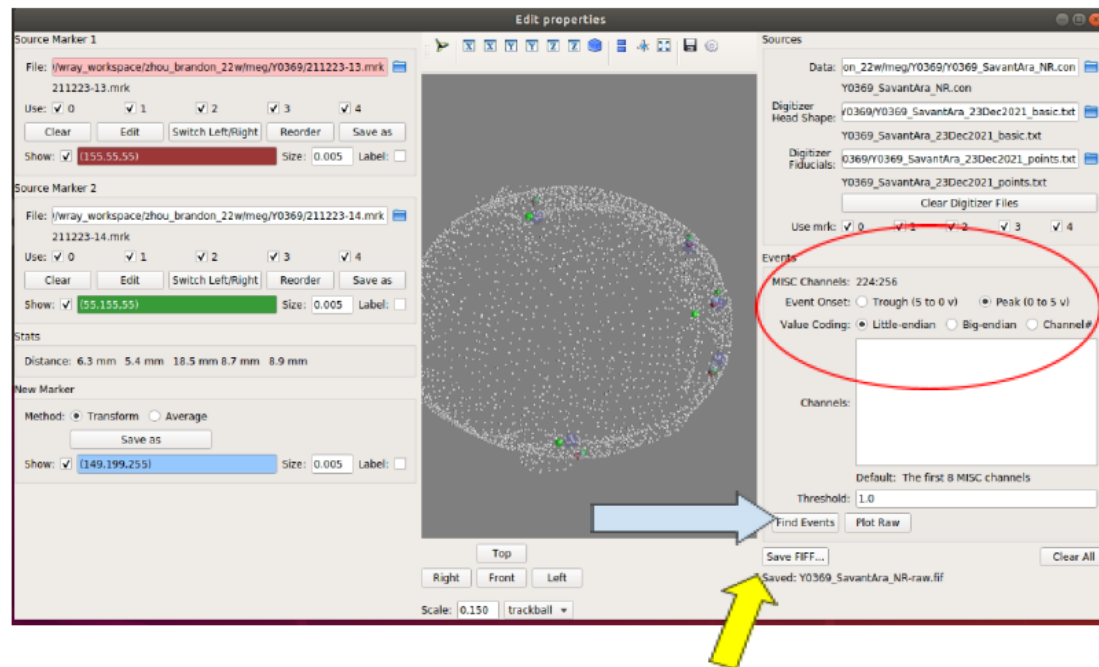 Edit properties
Source Marker 1
File: )/wray_workspace/zhou_brandon_22w/meg/Y0369/211223-13.mrk
211223-13.mrk
Use: 0 1 2 3 4
Clear Edit Switch Left/Right Reorder Save as
Show: (155,55,55) Size: 0.005 Label:
Source Marker 2
File: )/wray_workspace/zhou_brandon_22w/meg/Y0369/211223-14.mrk
211223-14.mrk
Use: 0 1 2 3 4
Clear Edit Switch Left/Right Reorder Save as
Show: (55,155,55) Size: 0.005 Label:
Stats
Distance: 6.3 mm 5.4 mm 18.5 mm 8.7 mm 8.9 mm
New Marker
Method: Transform Average
Save as
Show: (149,199,255) Size: 0.005 Label:
X X Y Y Z Z
Top
Right Front Left
Scale: 0.150 trackball
Sources
Data: on_22w/meg/Y0369/Y0369_SavantAra_NR.con
Y0369_SavantAra_NR.con
Digitizer
Head Shape: Y0369/Y0369_SavantAra_23Dec2021_basic.txt
Y0369_SavantAra_23Dec2021_basic.txt
Digitizer
Fiducials: 0369/Y0369_SavantAra_23Dec2021_points.txt
Y0369_SavantAra_23Dec2021_points.txt
Clear Digitizer Files
Use mrk: 0 1 2 3 4
Events
MISC Channels: 224:256
Event Onset: Trough (5 to 0 v) Peak (0 to 5 v)
Value Coding: Little-endian Big-endian Channel#
Channels:
Default: The first 8 MISC channels
Threshold: 1.0
Find Events Plot Raw
Save FIFF... Clear All
Saved: Y0369_SavantAra_NR-raw.fif